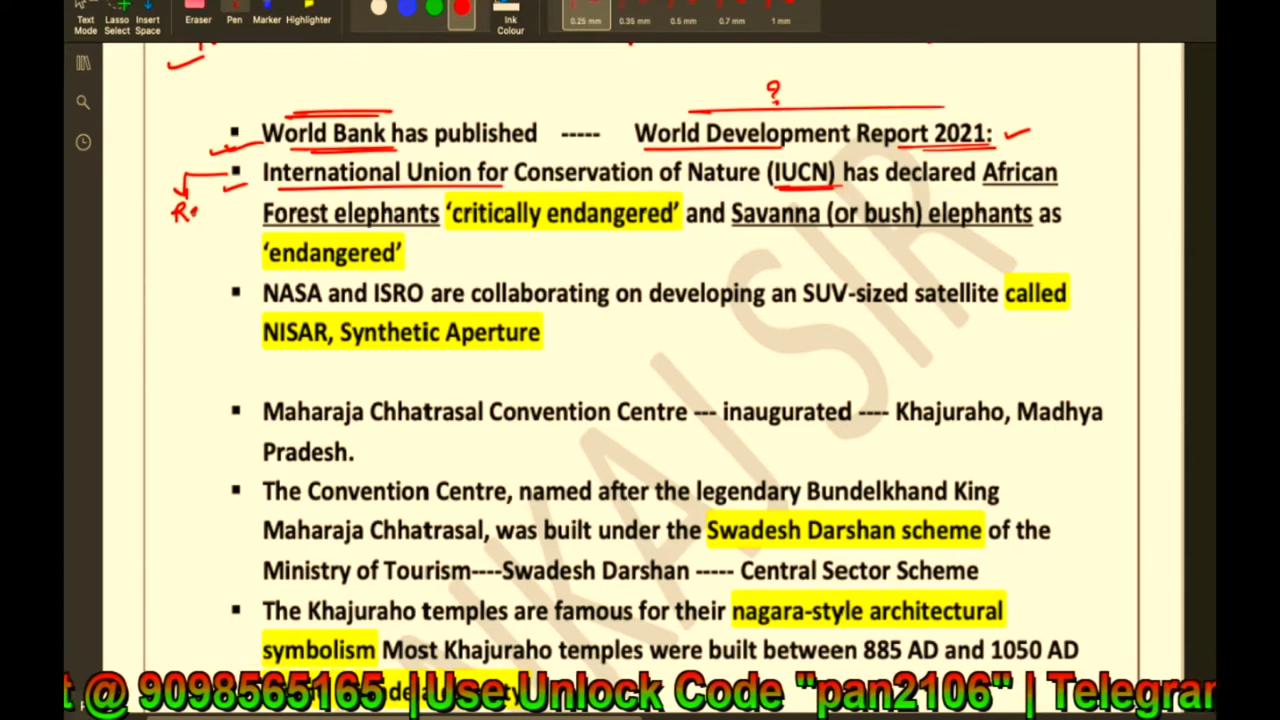 Text Mode
Lasso Select
Insert Space
Eraser
Pen
Marker
Highlighter
Ink Colour
0.25 mm
0.35 mm
0.5 mm
0.7 mm
1 mm
?
▪ World Bank has published ----- World Development Report 2021:
▪ International Union for Conservation of Nature (IUCN) has declared African
Forest elephants ‘critically endangered’ and Savanna (or bush) elephants as
‘endangered’
▪ NASA and ISRO are collaborating on developing an SUV-sized satellite called
NISAR, Synthetic Aperture
▪ Maharaja Chhatrasal Convention Centre --- inaugurated ---- Khajuraho, Madhya
Pradesh.
▪ The Convention Centre, named after the legendary Bundelkhand King
Maharaja Chhatrasal, was built under the Swadesh Darshan scheme of the
Ministry of Tourism----Swadesh Darshan ----- Central Sector Scheme
▪ The Khajuraho temples are famous for their nagara-style architectural
symbolism Most Khajuraho temples were built between 885 AD and 1050 AD
@ 9098565165 | Use Unlock Code "pan2106" | Telegram